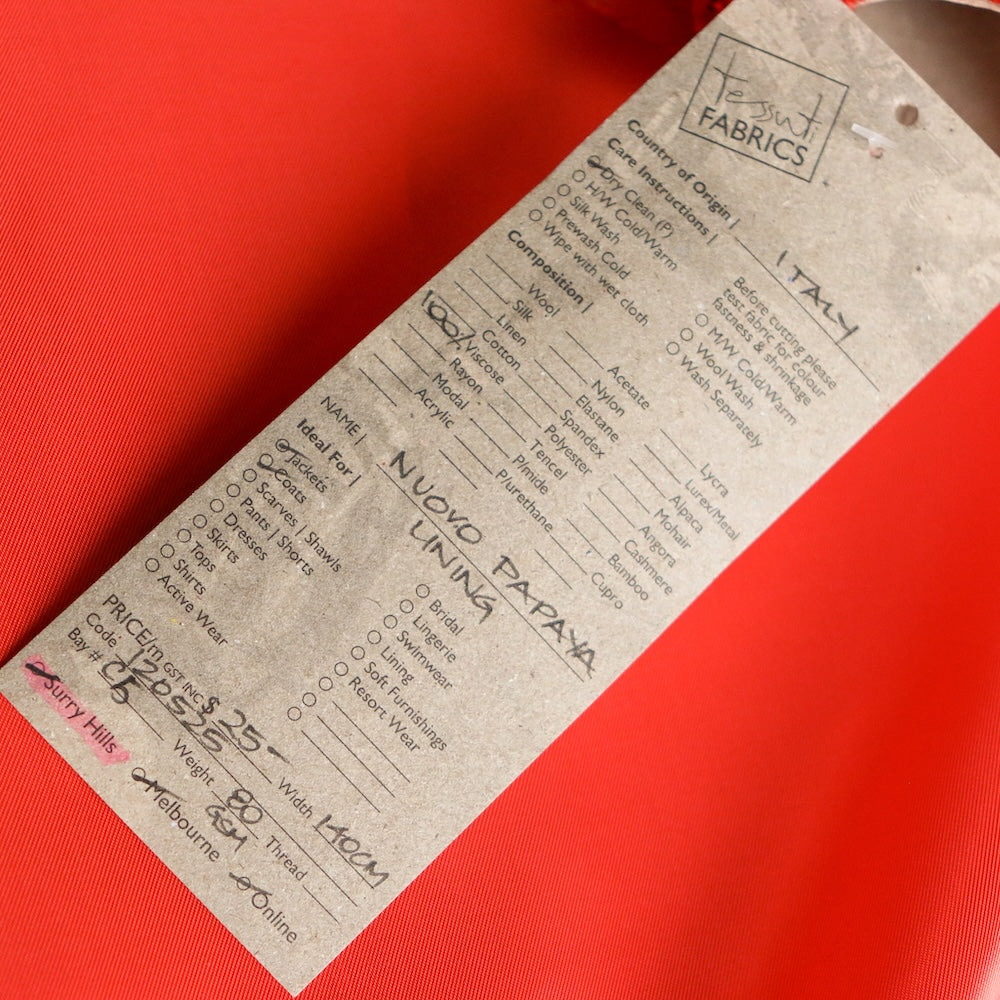 tessuti
FABRICS
Country of Origin | ITALY
Care Instructions |
Dry Clean (P)
H/W Cold/Warm
Silk Wash
Prewash Cold
Wipe with wet cloth
Before cutting please
test fabric for colour
fastness & shrinkage
M/W Cold/Warm
Wool Wash
Wash Separately
Composition |
Wool
Silk
Linen
Cotton
100% Viscose
Rayon
Modal
Acrylic
Acetate
Nylon
Elastane
Spandex
Polyester
Tencel
P/mide
P/urethane
Lycra
Lurex/Metal
Alpaca
Mohair
Angora
Cashmere
Bamboo
Cupro
NAME | NUOVO PAPAYA
LINING
Ideal For |
Jackets
Coats
Scarves | Shawls
Pants | Shorts
Dresses
Skirts
Tops
Shirts
Active Wear
Bridal
Lingerie
Swimwear
Lining
Soft Furnishings
Resort Wear
PRICE/m GST INC $ 25-
Code 120525 Width 140CM
Bay # C5 Weight 80 GSM Thread
Surry Hills Melbourne Online